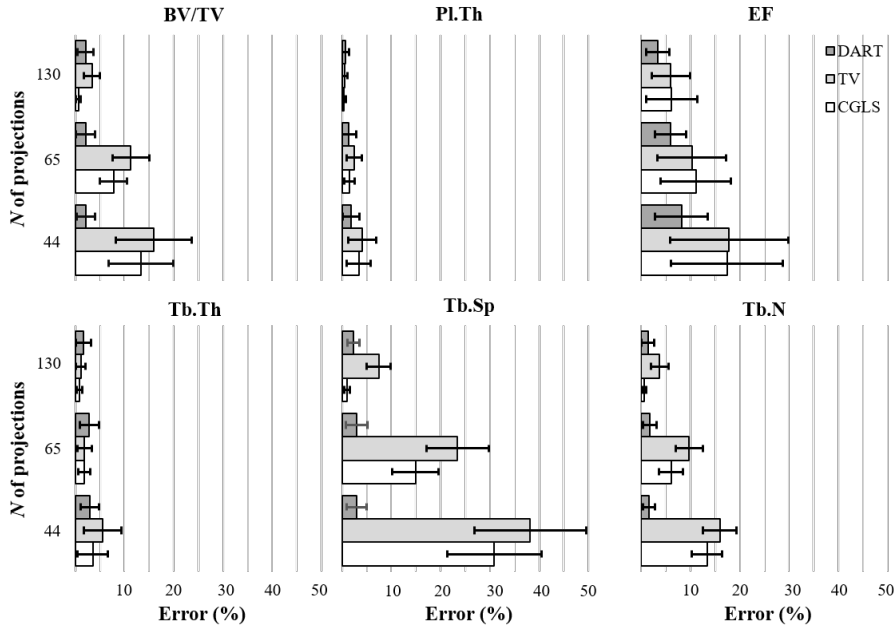 BV/TV
Pl.Th
EF
N of projections
130
65
44
DART
TV
CGLS
Tb.Th
Tb.Sp
Tb.N
N of projections
130
65
44
10 20 30 50
10 20 30 40 50
10 20 30 50
Error (%)
Error (%)
Error (%)